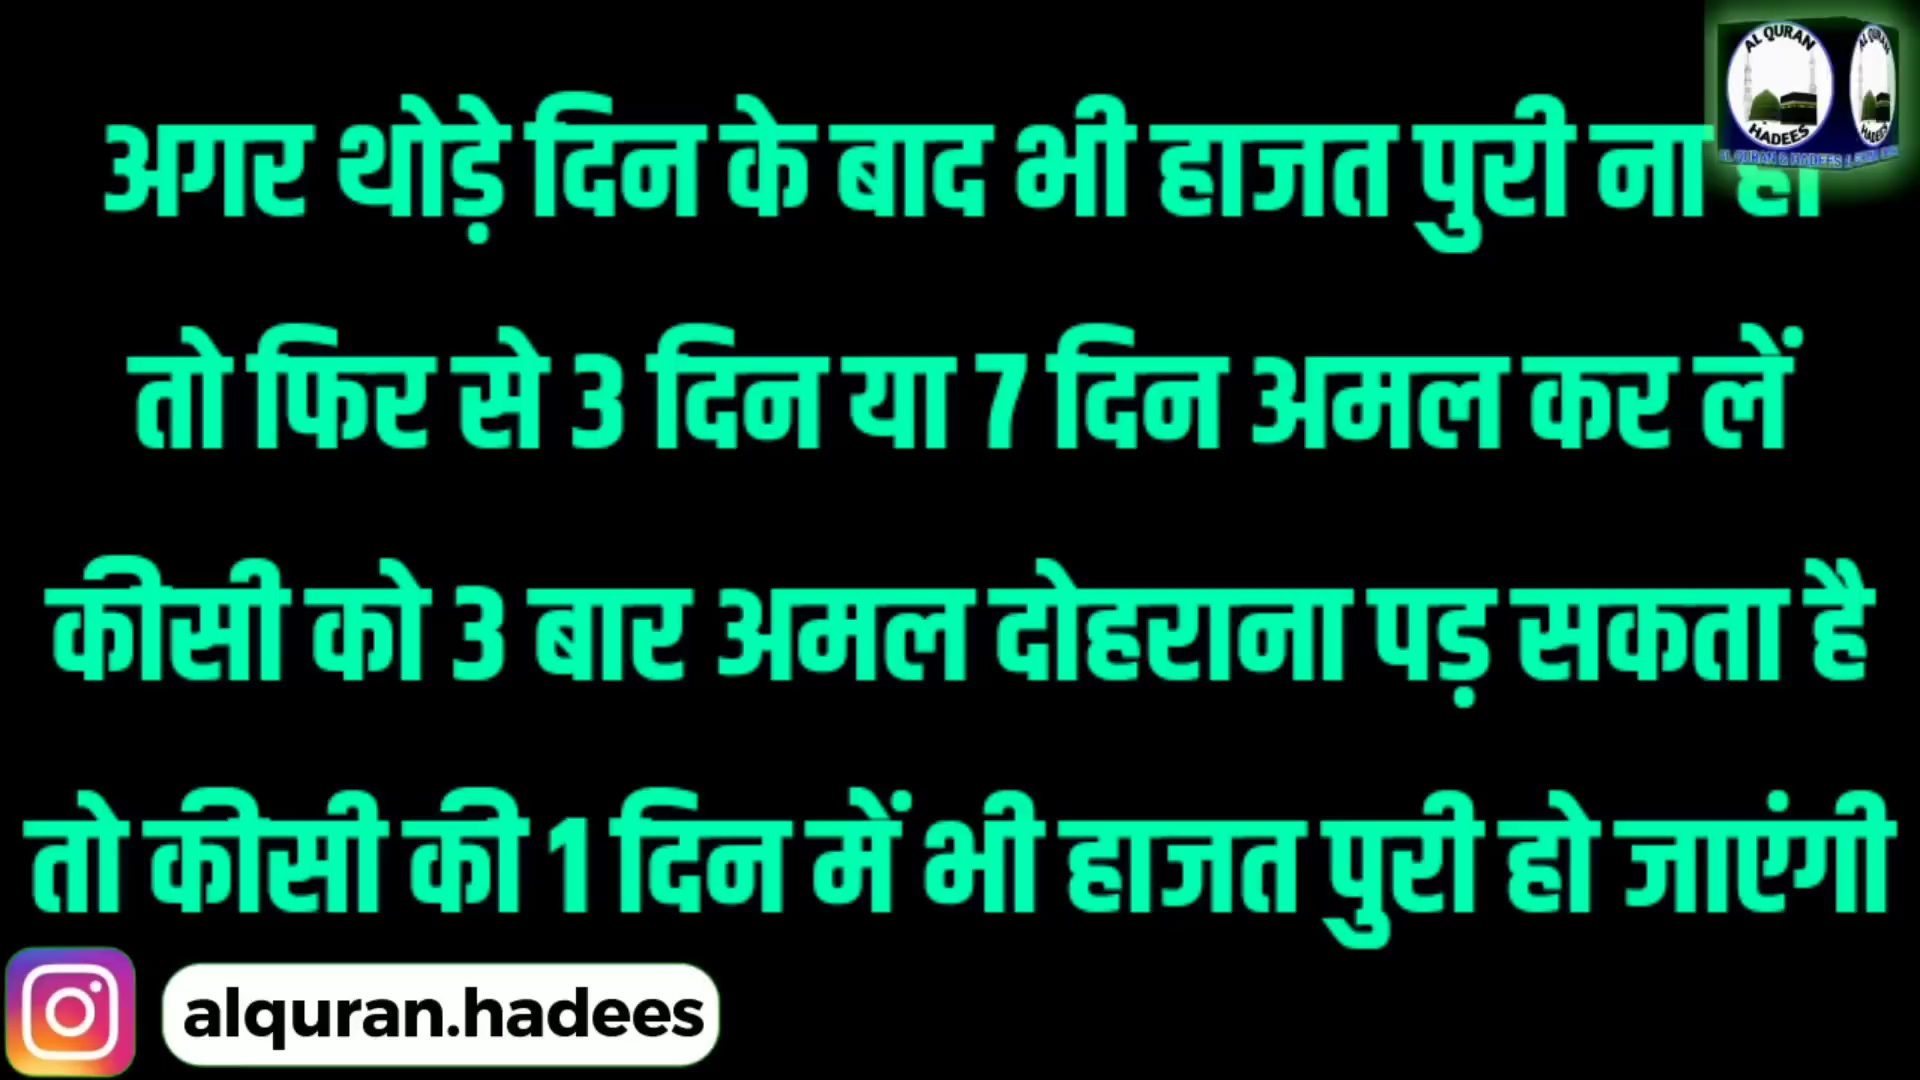 अगर थोड़े दिन के बाद भी हाजत पुरी ना हो
तो फिर से 3 दिन या 7 दिन अमल कर लें
कीसी को 3 बार अमल दोहराना पड़ सकता है
तो कीसी की 1 दिन में भी हाजत पुरी हो जाएंगी
alquran.hadees
AL QURAN
HADEES